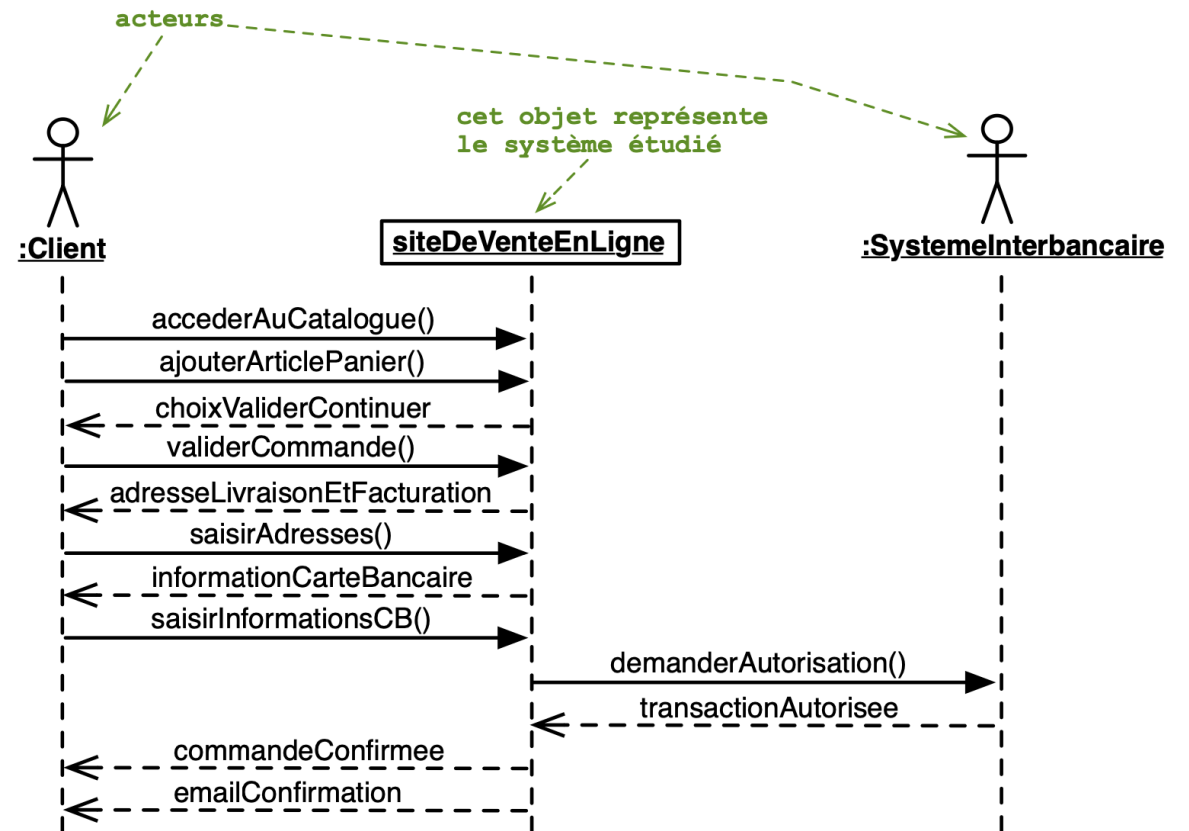 acteurs
cet objet représente
le système étudié
:Client
siteDeVenteEnLigne
:SystemeInterbancaire
accederAuCatalogue()
ajouterArticlePanier()
choixValiderContinuer
validerCommande()
adresseLivraisonEtFacturation
saisirAdresses()
informationCarteBancaire
saisirInformationsCB()
demanderAutorisation()
transactionAutorisee
commandeConfirmee
emailConfirmation